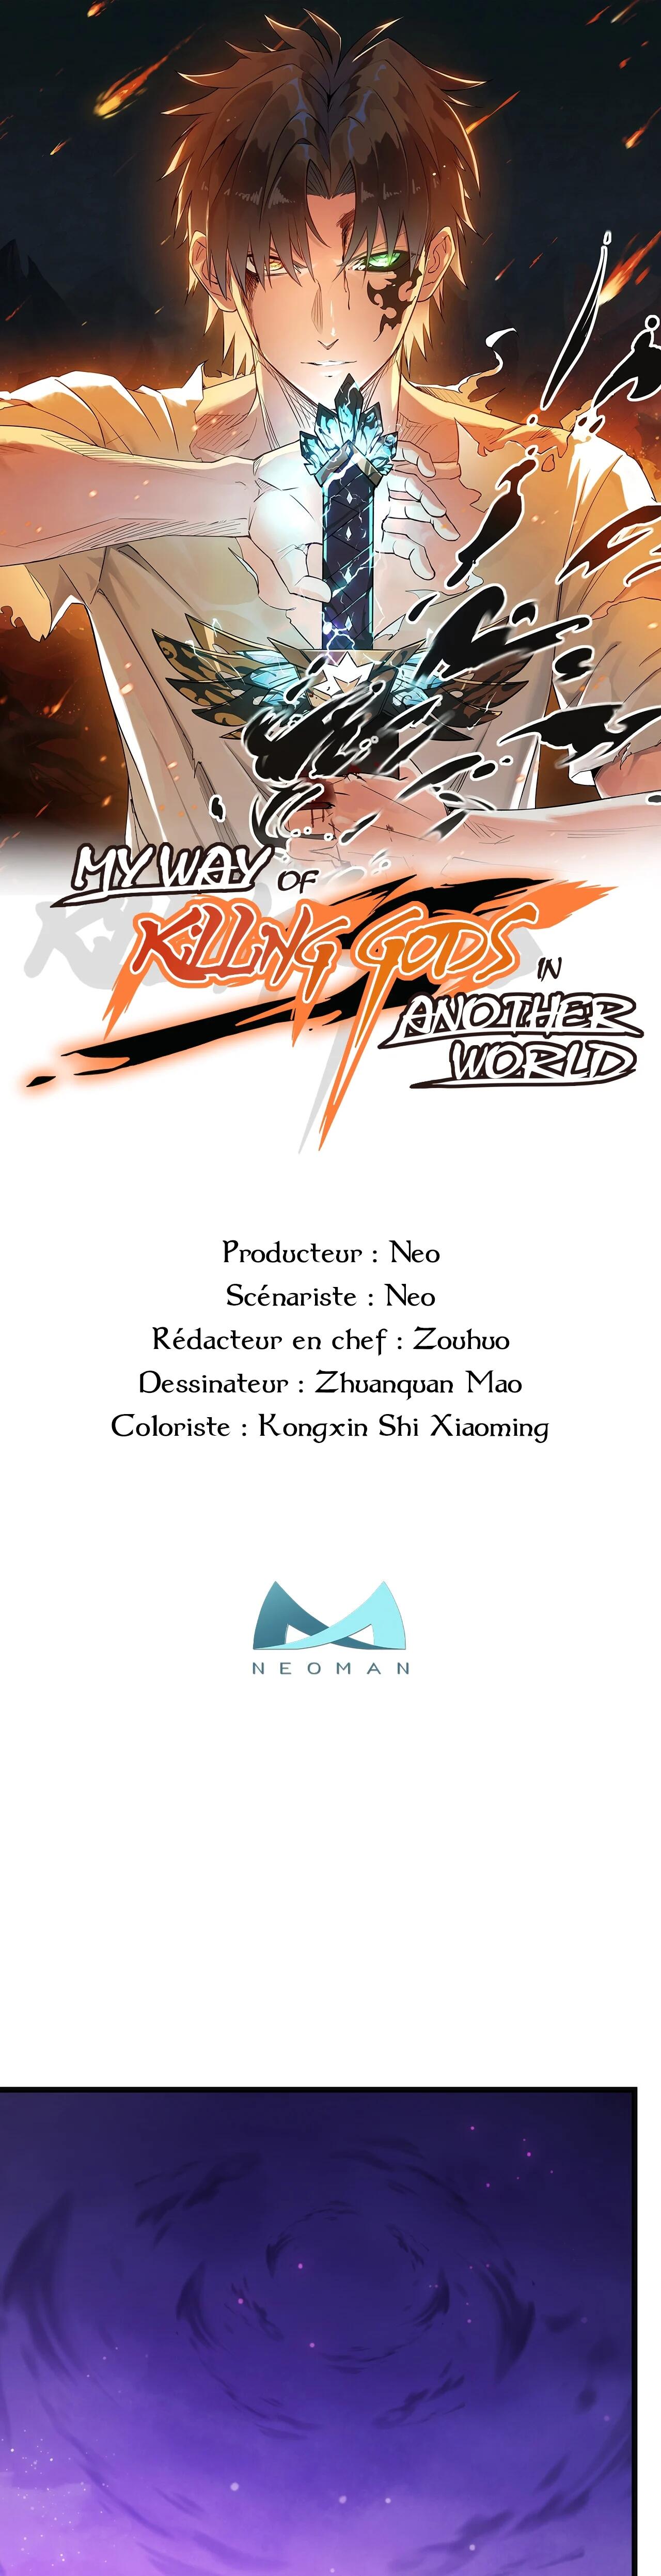 MY WAY OF
KILLING GODS IN
ANOTHER
WORLD
Producteur : Neo
Scénariste : Neo
Rédacteur en chef : Zouhuo
Dessinateur : Zhuanquan Mao
Coloriste : Kongxin Shi Xiaoming
NEOMAN